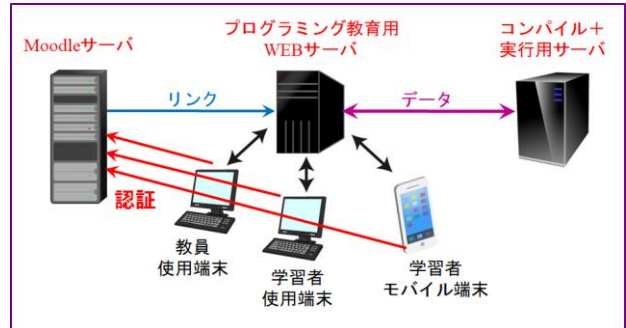 Moodleサーバ
プログラミング教育用
WEBサーバ
コンパイル＋
実行用サーバ
リンク
データ
認証
教員
使用端末
学習者
使用端末
学習者
モバイル端末